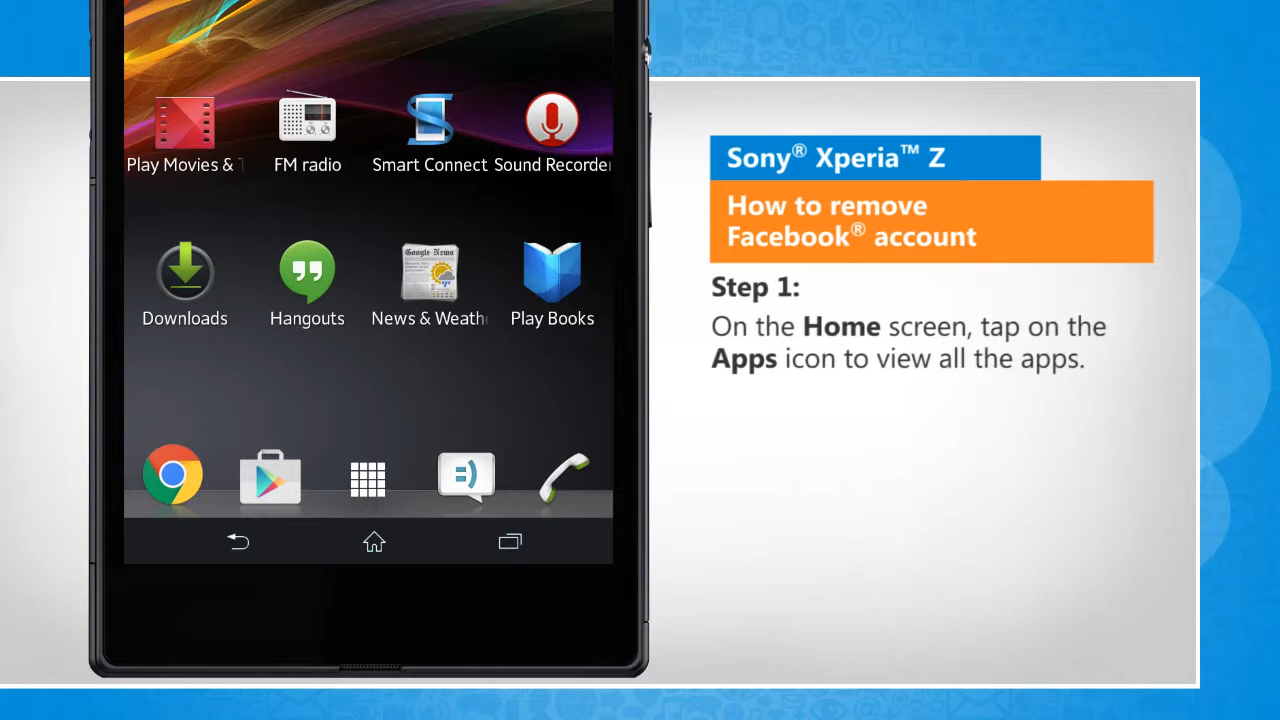 Play Movies & T
FM radio
Smart Connect
Sound Recorder
Google News
Downloads
Hangouts
News & Weath
Play Books
Sony® Xperia™ Z
How to remove
Facebook® account
Step 1:
On the Home screen, tap on the
Apps icon to view all the apps.